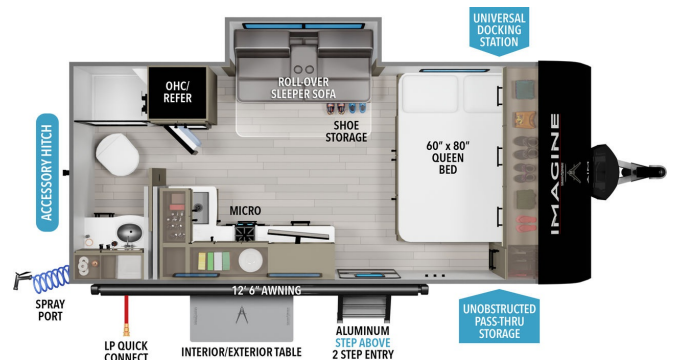 UNIVERSAL
DOCKING
STATION
OHC/
REFER
ROLL-OVER
SLEEPER SOFA
SHOE
STORAGE
60” x 80”
QUEEN
BED
IMAGINE
ACCESSORY HITCH
MICRO
12’ 6” AWNING
SPRAY
PORT
LP QUICK
CONNECT
INTERIOR/EXTERIOR TABLE
ALUMINUM
STEP ABOVE
2 STEP ENTRY
UNOBSTRUCTED
PASS-THRU
STORAGE